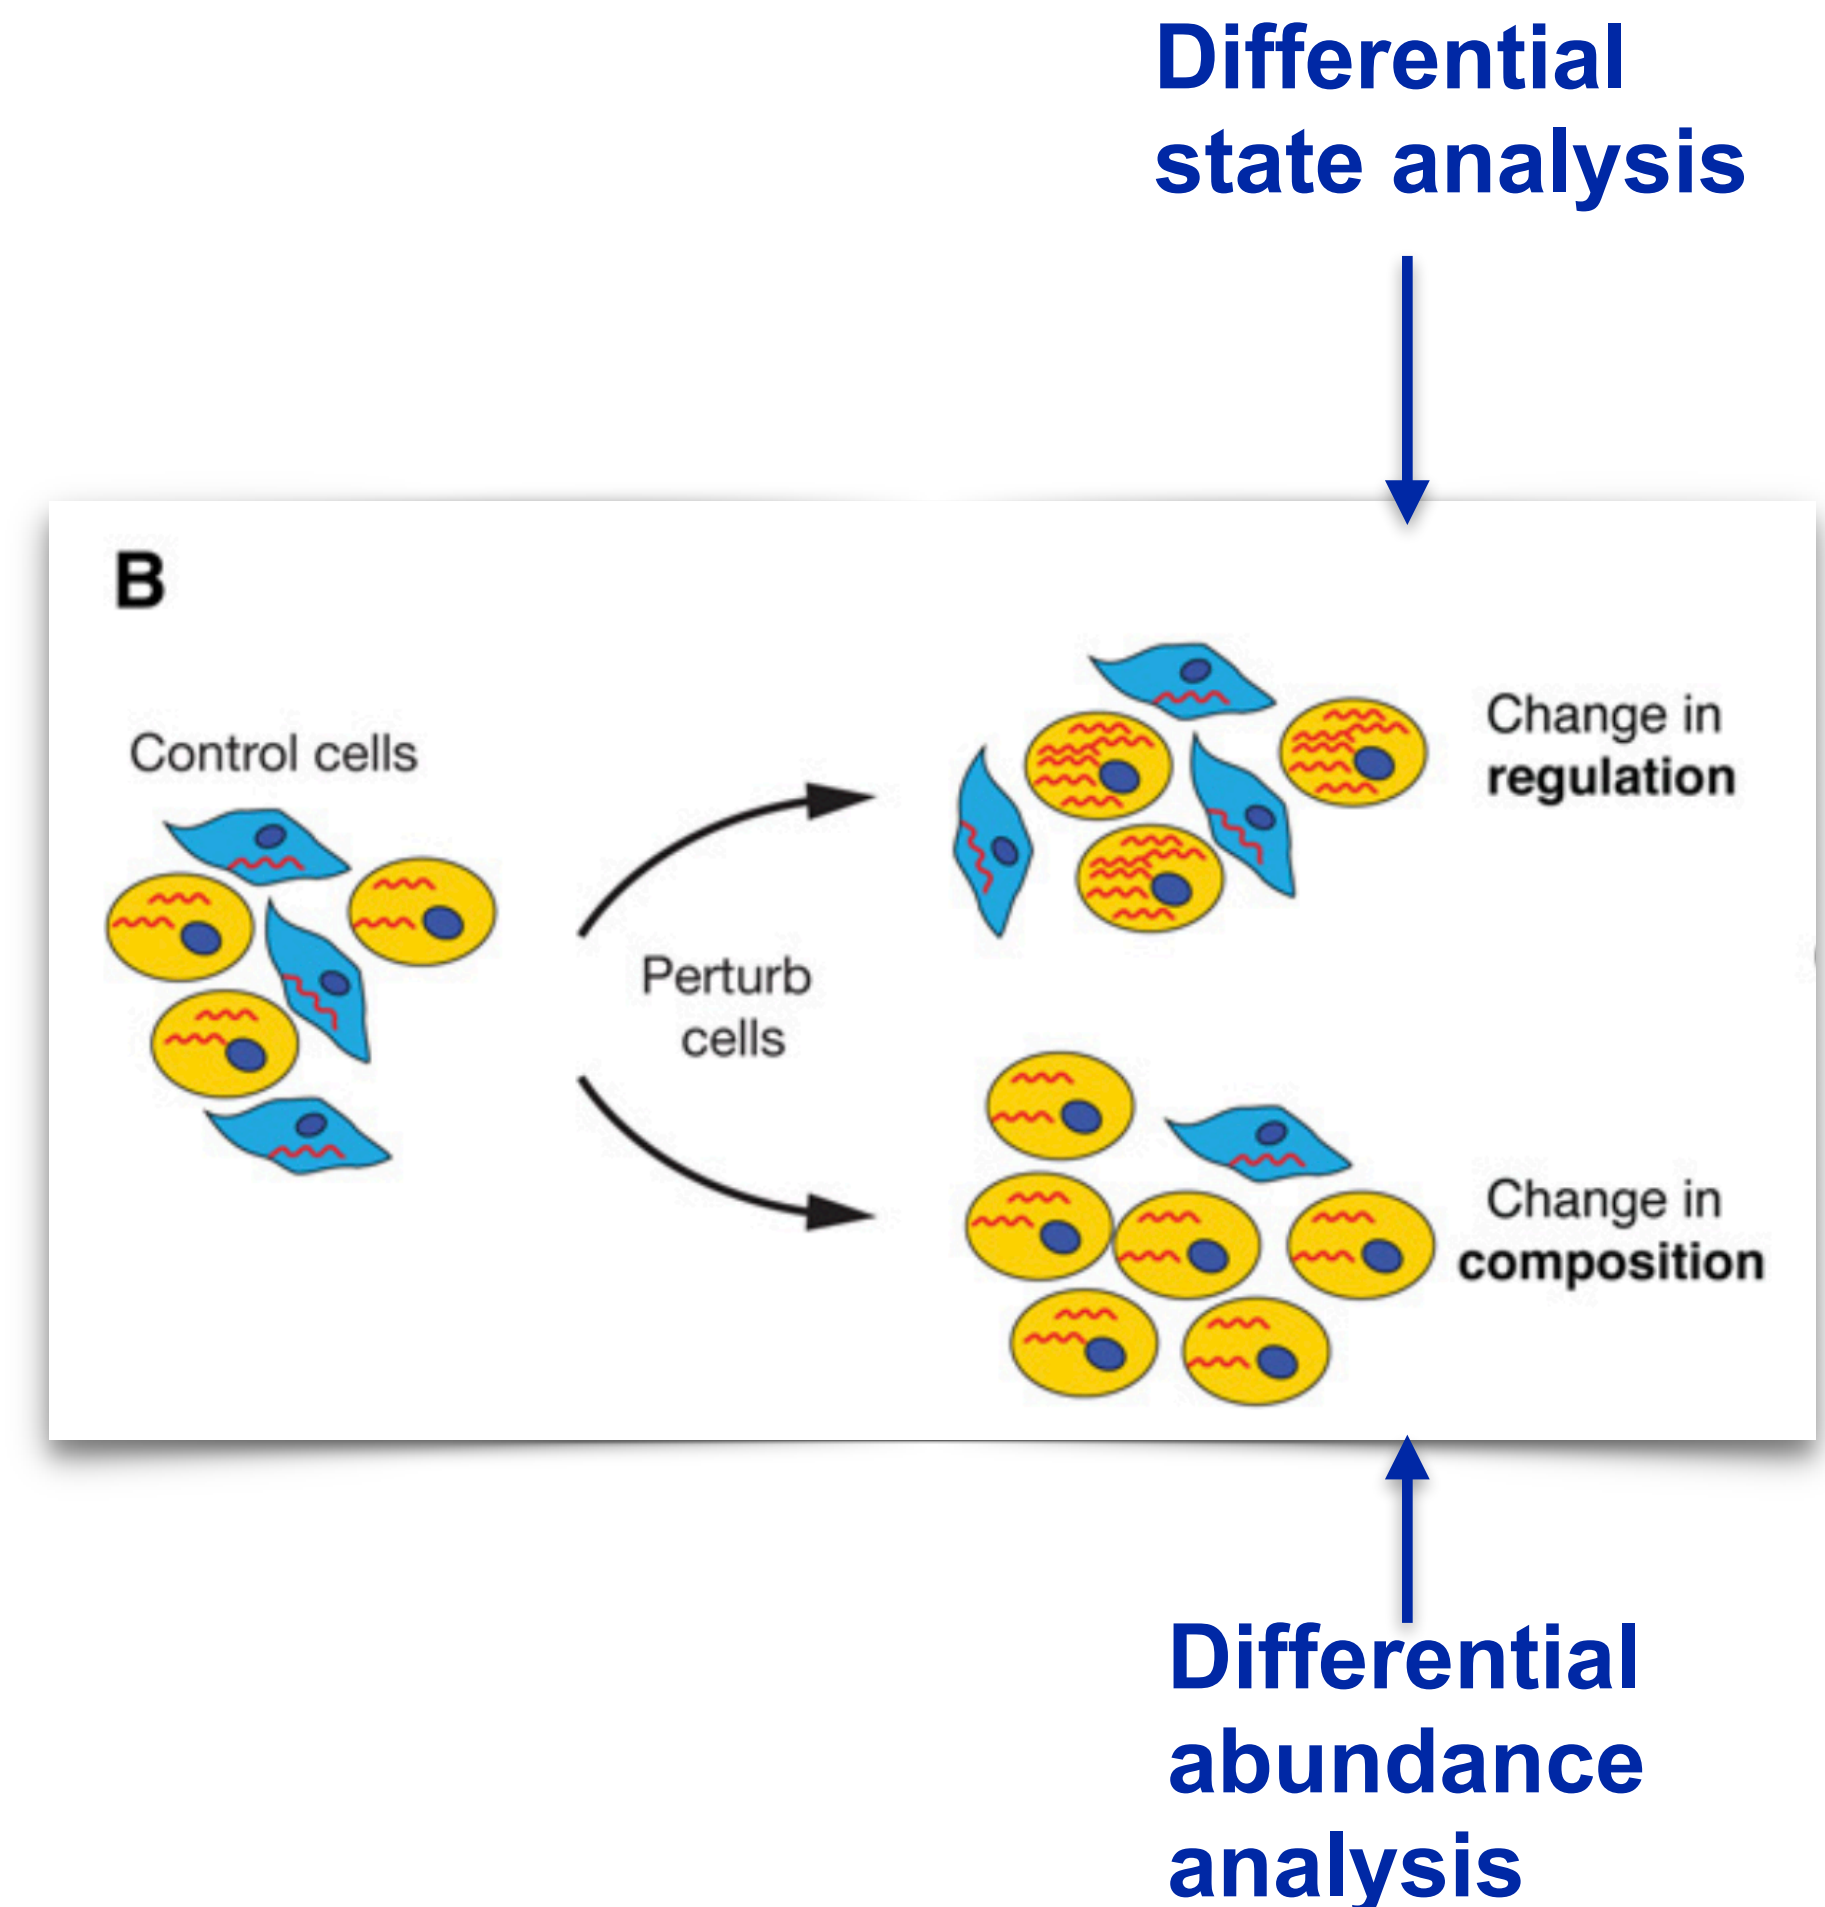 Differential
state analysis
B
Control cells
Perturb
cells
Change in
regulation
Change in
composition
Differential
abundance
analysis